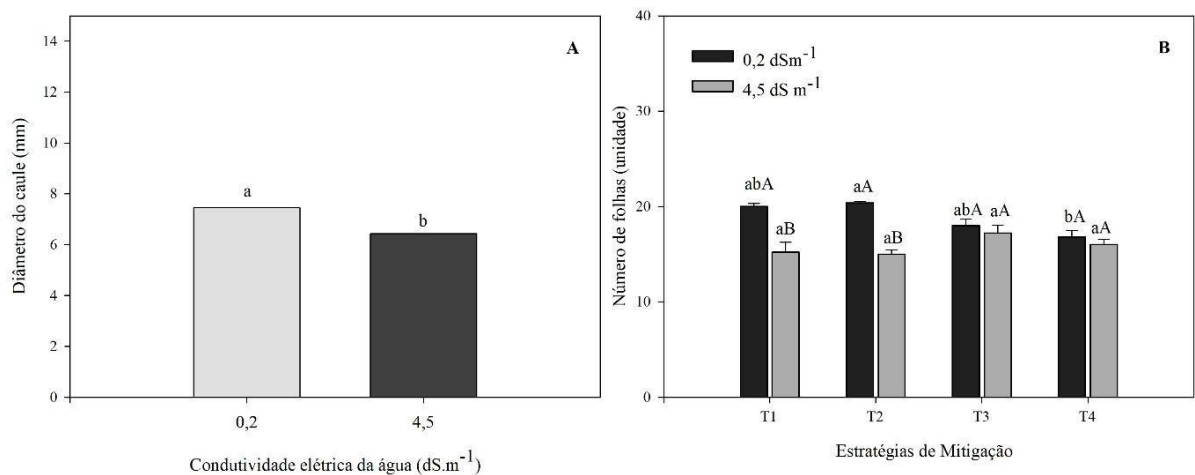 A
14
12
10
8
6
4
2
0
Diâmetro do caule (mm)
a
b
0,2
4,5
Condutividade elétrica da água (dS.m⁻¹)
B
40
30
20
10
0
Número de folhas (unidade)
0,2 dSm⁻¹
4,5 dS m⁻¹
abA
aB
aA
aB
abA
aA
bA
aA
T1
T2
T3
T4
Estratégias de Mitigação